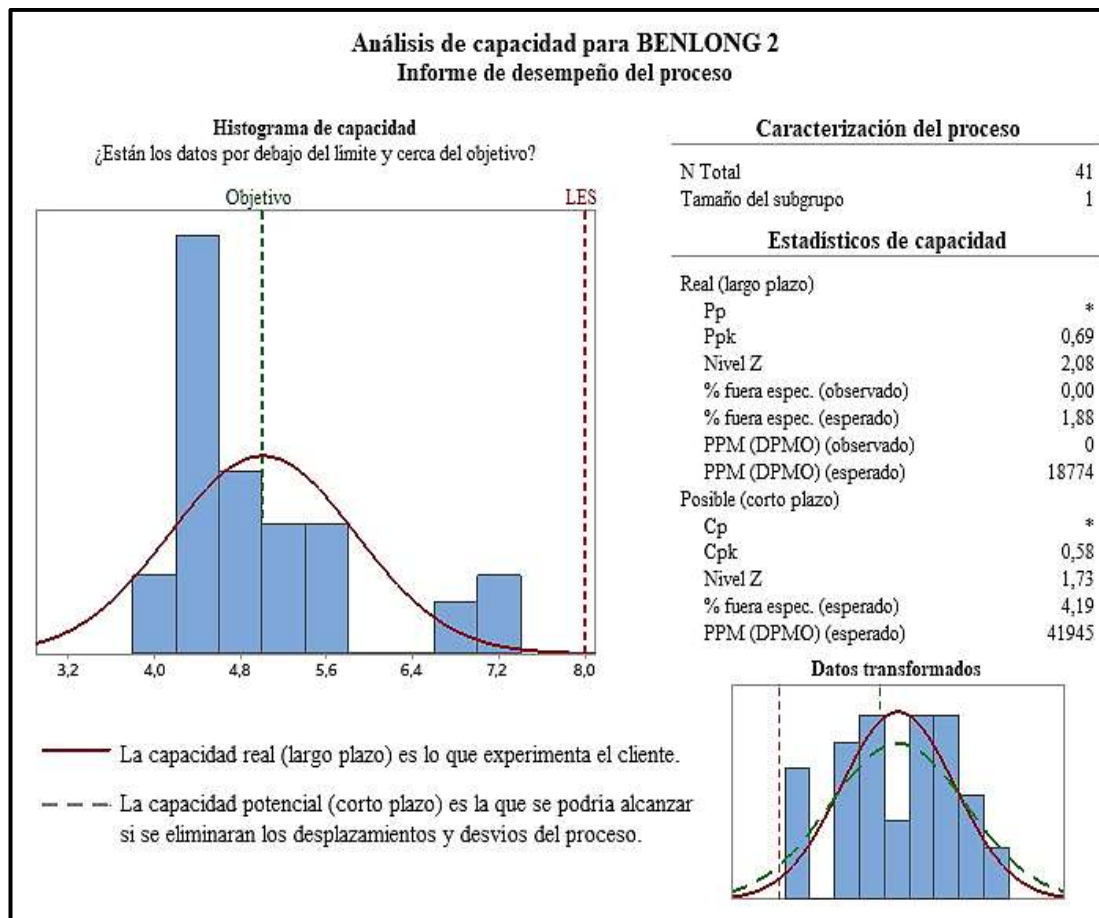 Análisis de capacidad para BENLONG 2
Informe de desempeño del proceso
Histograma de capacidad
¿Están los datos por debajo del límite y cerca del objetivo?
Objetivo
LES
3,2 4,0 4,8 5,6 6,4 7,2 8,0
La capacidad real (largo plazo) es lo que experimenta el cliente.
La capacidad potencial (corto plazo) es la que se podria alcanzar
si se eliminaran los desplazamientos y desvios del proceso.
Caracterización del proceso
N Total 41
Tamaño del subgrupo 1
Estadísticos de capacidad
Real (largo plazo)
Pp *
Ppk 0,69
Nivel Z 2,08
% fuera espec. (observado) 0,00
% fuera espec. (esperado) 1,88
PPM (DPMO) (observado) 0
PPM (DPMO) (esperado) 18774
Posible (corto plazo)
Cp *
Cpk 0,58
Nivel Z 1,73
% fuera espec. (esperado) 4,19
PPM (DPMO) (esperado) 41945
Datos transformados